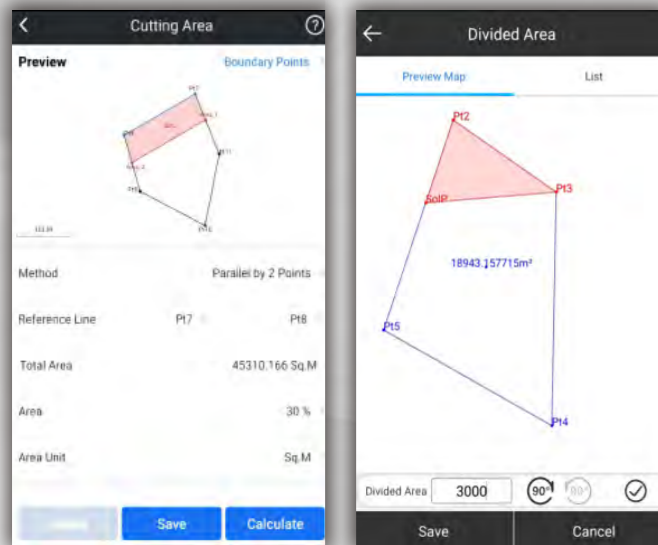 Cutting Area
Preview
Boundary Points
Pt7
Pt8
Method
Parallel by 2 Points
Reference Line
Pt7
Pt8
Total Area
45310.166 Sq.M
Area
30 %
Area Unit
Sq.M
Save
Calculate
Divided Area
Preview Map
List
Pt2
Pt3
SolP
18943.157715m²
Pt5
Pt4
Divided Area
3000
90°
90°
Save
Cancel